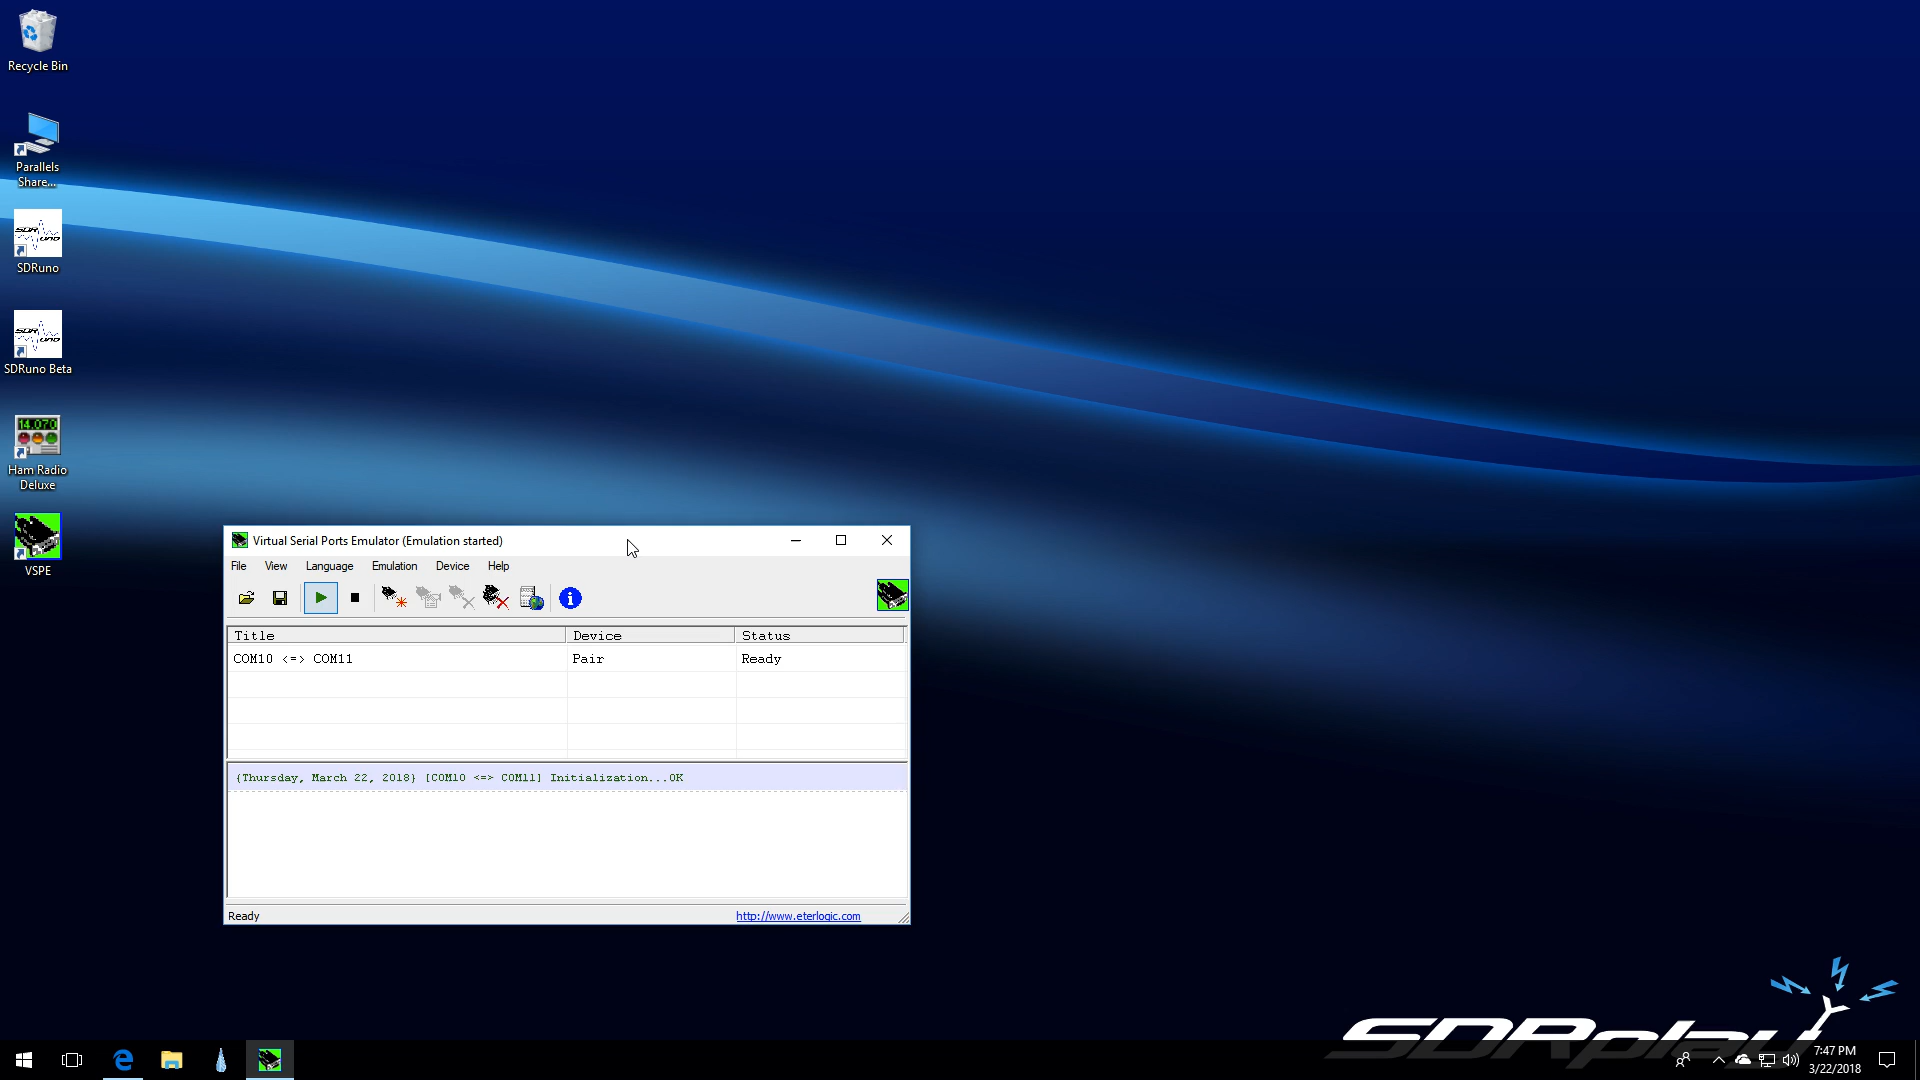 Recycle Bin
Parallels
Share...
SDRuno
SDRuno Beta
14.070
Ham Radio
Deluxe
VSPE
Virtual Serial Ports Emulator (Emulation started)
File View Language Emulation Device Help
Title Device Status
COM10 <=> COM11 Pair Ready
{Thursday, March 22, 2018} [COM10 <=> COM11] Initialization...OK
Ready http://www.eterlogic.com
SDRplay
7:47 PM
3/22/2018